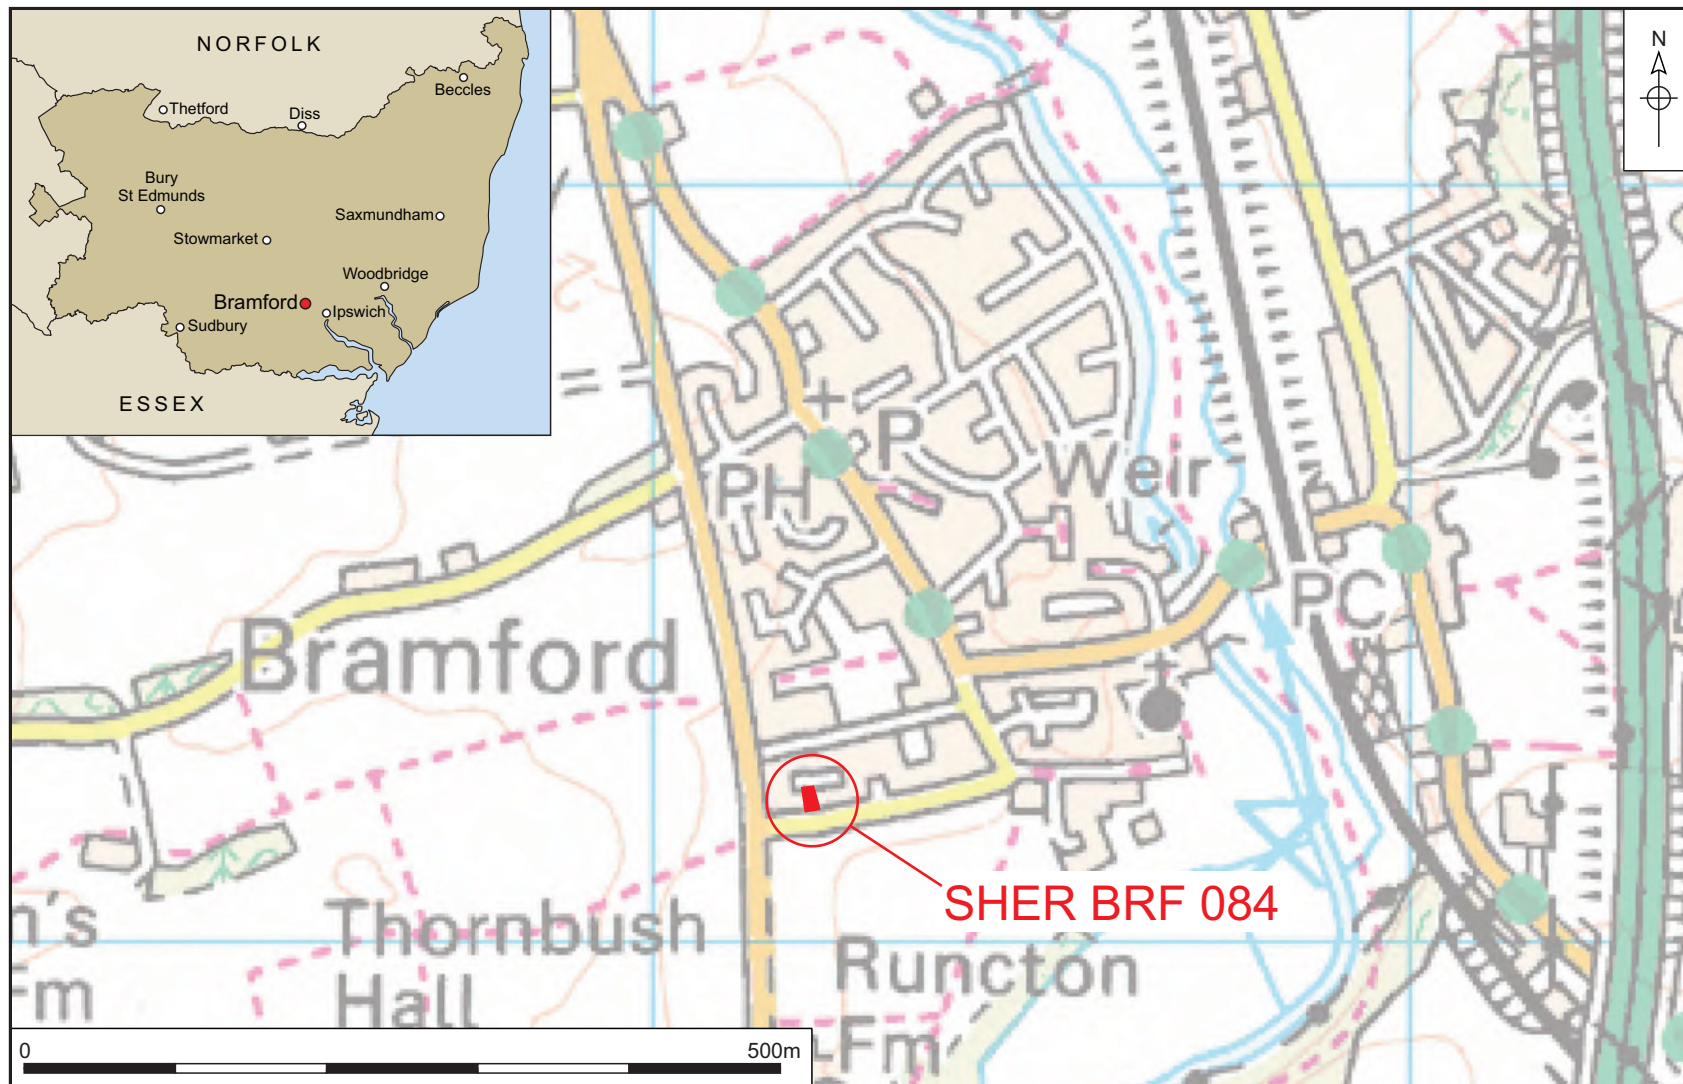 NORFOLK
Beccles
Thetford
Diss
Bury
St Edmunds
Saxmundham
Stowmarket
Woodbridge
Bramford
Ipswich
Sudbury
ESSEX
N
P
PH
Weir
PC
Bramford
SHER BRF 084
Thornbush
Hall
Runcton
Fm
n's
Fm
0 500m